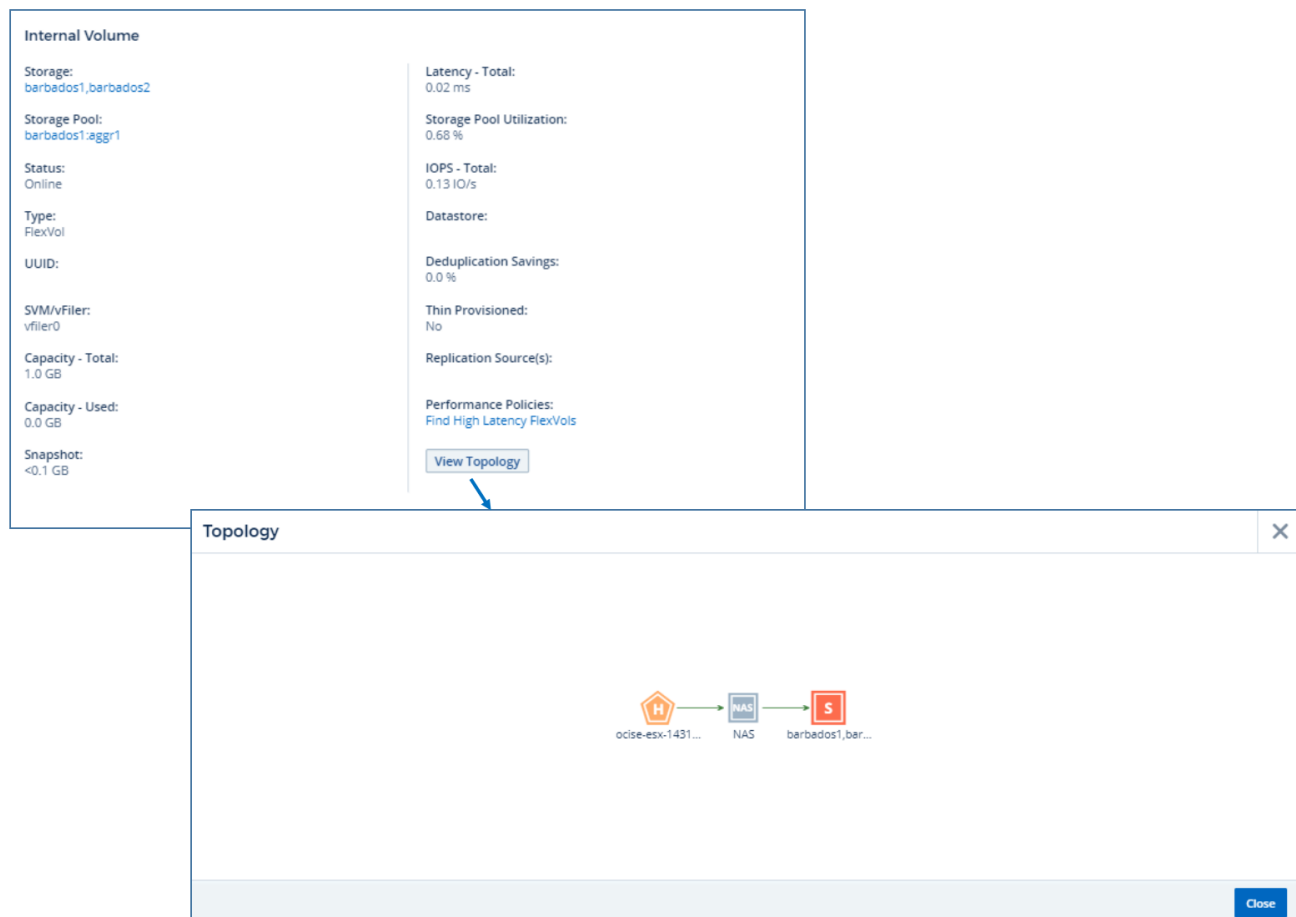 Internal Volume
Storage:
barbados1,barbados2
Storage Pool:
barbados1:aggr1
Status:
Online
Type:
FlexVol
UUID:
SVM/vFiler:
vfiler0
Capacity - Total:
1.0 GB
Capacity - Used:
0.0 GB
Snapshot:
<0.1 GB
Latency - Total:
0.02 ms
Storage Pool Utilization:
0.68 %
IOPS - Total:
0.13 IO/s
Datastore:
Deduplication Savings:
0.0 %
Thin Provisioned:
No
Replication Source(s):
Performance Policies:
Find High Latency FlexVols
View Topology
Topology
H
NAS
S
ocise-esx-1431...
NAS
barbados1,bar...
Close